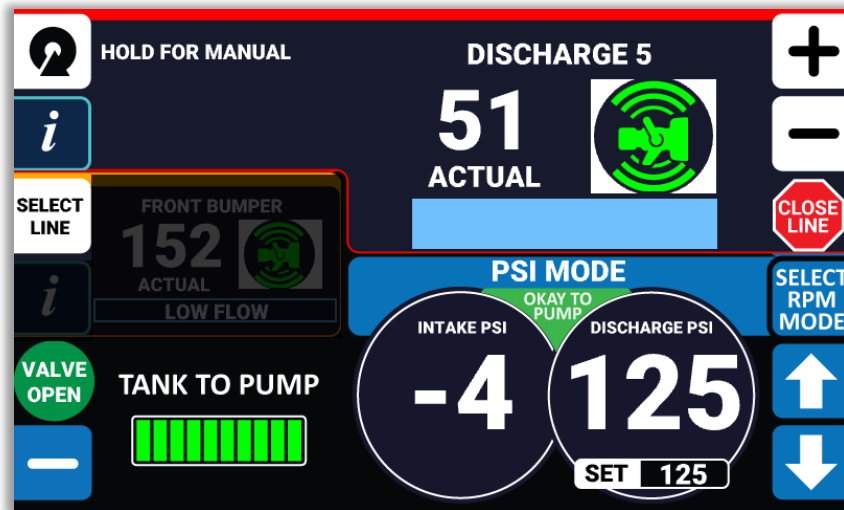 HOLD FOR MANUAL
DISCHARGE 5
51
ACTUAL
+
−
i
SELECT
LINE
FRONT BUMPER
152
ACTUAL
LOW FLOW
i
CLOSE
LINE
PSI MODE
OKAY TO
PUMP
SELECT
RPM
MODE
INTAKE PSI
-4
DISCHARGE PSI
125
SET 125
VALVE
OPEN
TANK TO PUMP
−